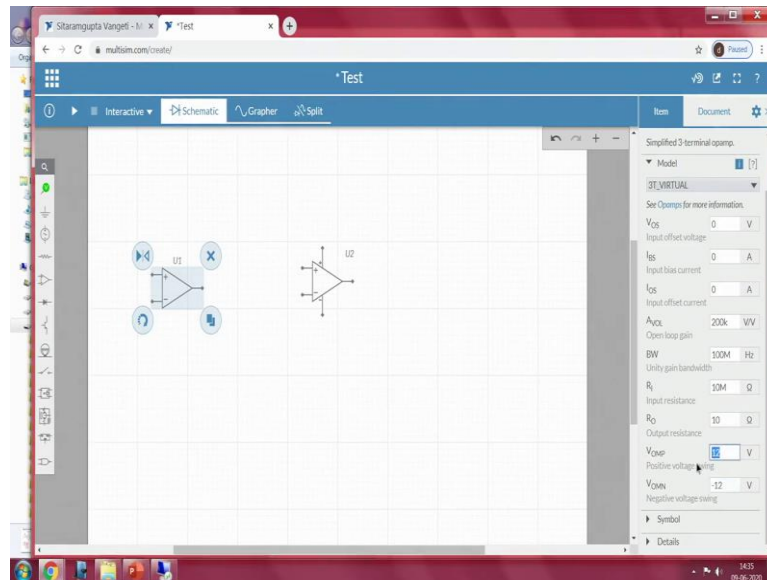 Sitaramgupta Vangeti - M x
*Test x
multisim.com/create/
d Paused
*Test
Interactive
Schematic
Grapher
Split
Item
Document
Simplified 3-terminal opamp.
Model
[?]
3T_VIRTUAL
See Opamps for more information.
VOS 0 V
Input offset voltage
IBS 0 A
Input bias current
IOS 0 A
Input offset current
AVOL 200k V/V
Open loop gain
BW 100M Hz
Unity gain bandwidth
Ri 10M Ω
Input resistance
RO 10 Ω
Output resistance
VOMP 12 V
Positive voltage swing
VOMN -12 V
Negative voltage swing
Symbol
Details
U1
U2
14:35
09-06-2020